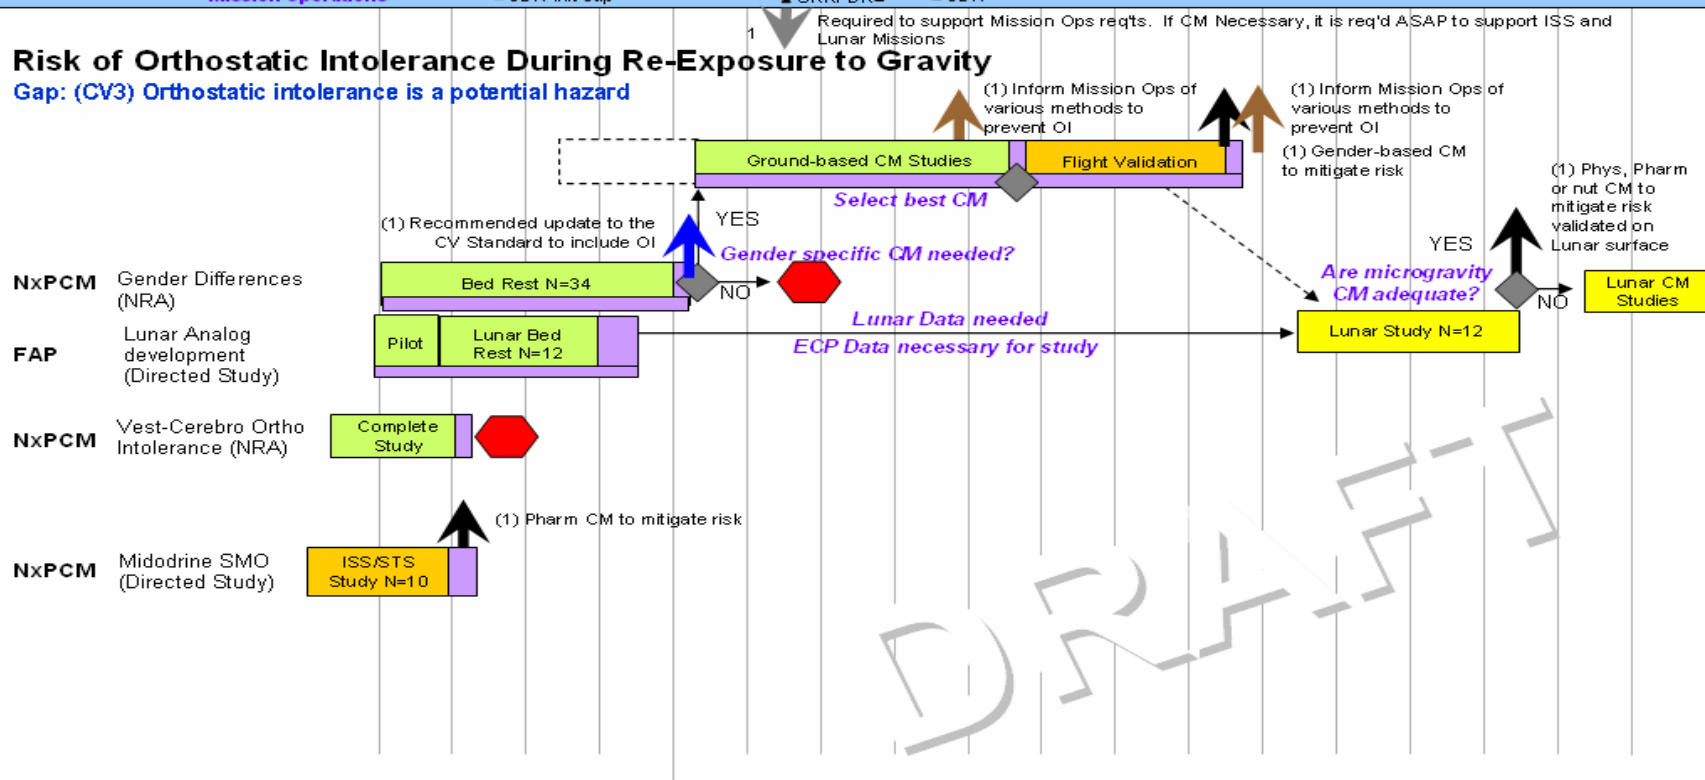 Mission Operations
1
Required to support Mission Ops req'ts. If CM Necessary, it is req'd ASAP to support ISS and
Lunar Missions
Risk of Orthostatic Intolerance During Re-Exposure to Gravity
Gap: (CV3) Orthostatic intolerance is a potential hazard
(1) Inform Mission Ops of
various methods to
prevent OI
(1) Inform Mission Ops of
various methods to
prevent OI
(1) Gender-based CM
to mitigate risk
Ground-based CM Studies
Flight Validation
Select best CM
(1) Phys, Pharm
or nut CM to
mitigate risk
validated on
Lunar surface
(1) Recommended update to the
CV Standard to include OI
YES
Gender specific CM needed?
YES
NxPCM
Gender Differences
(NRA)
Bed Rest N=34
NO
Are microgravity
CM adequate?
NO
Lunar CM
Studies
FAP
Lunar Analog
development
(Directed Study)
Pilot
Lunar Bed
Rest N=12
Lunar Data needed
ECP Data necessary for study
Lunar Study N=12
NxPCM
Vest-Cerebro Ortho
Intolerance (NRA)
Complete
Study
(1) Pharm CM to mitigate risk
NxPCM
Midodrine SMO
(Directed Study)
ISS/STS
Study N=10
DRAFT